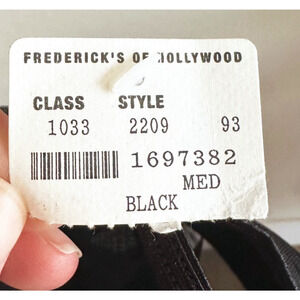 FREDERICK'S OF HOLLYWOOD
CLASS STYLE
1033 2209 93
1697382
MED
BLACK